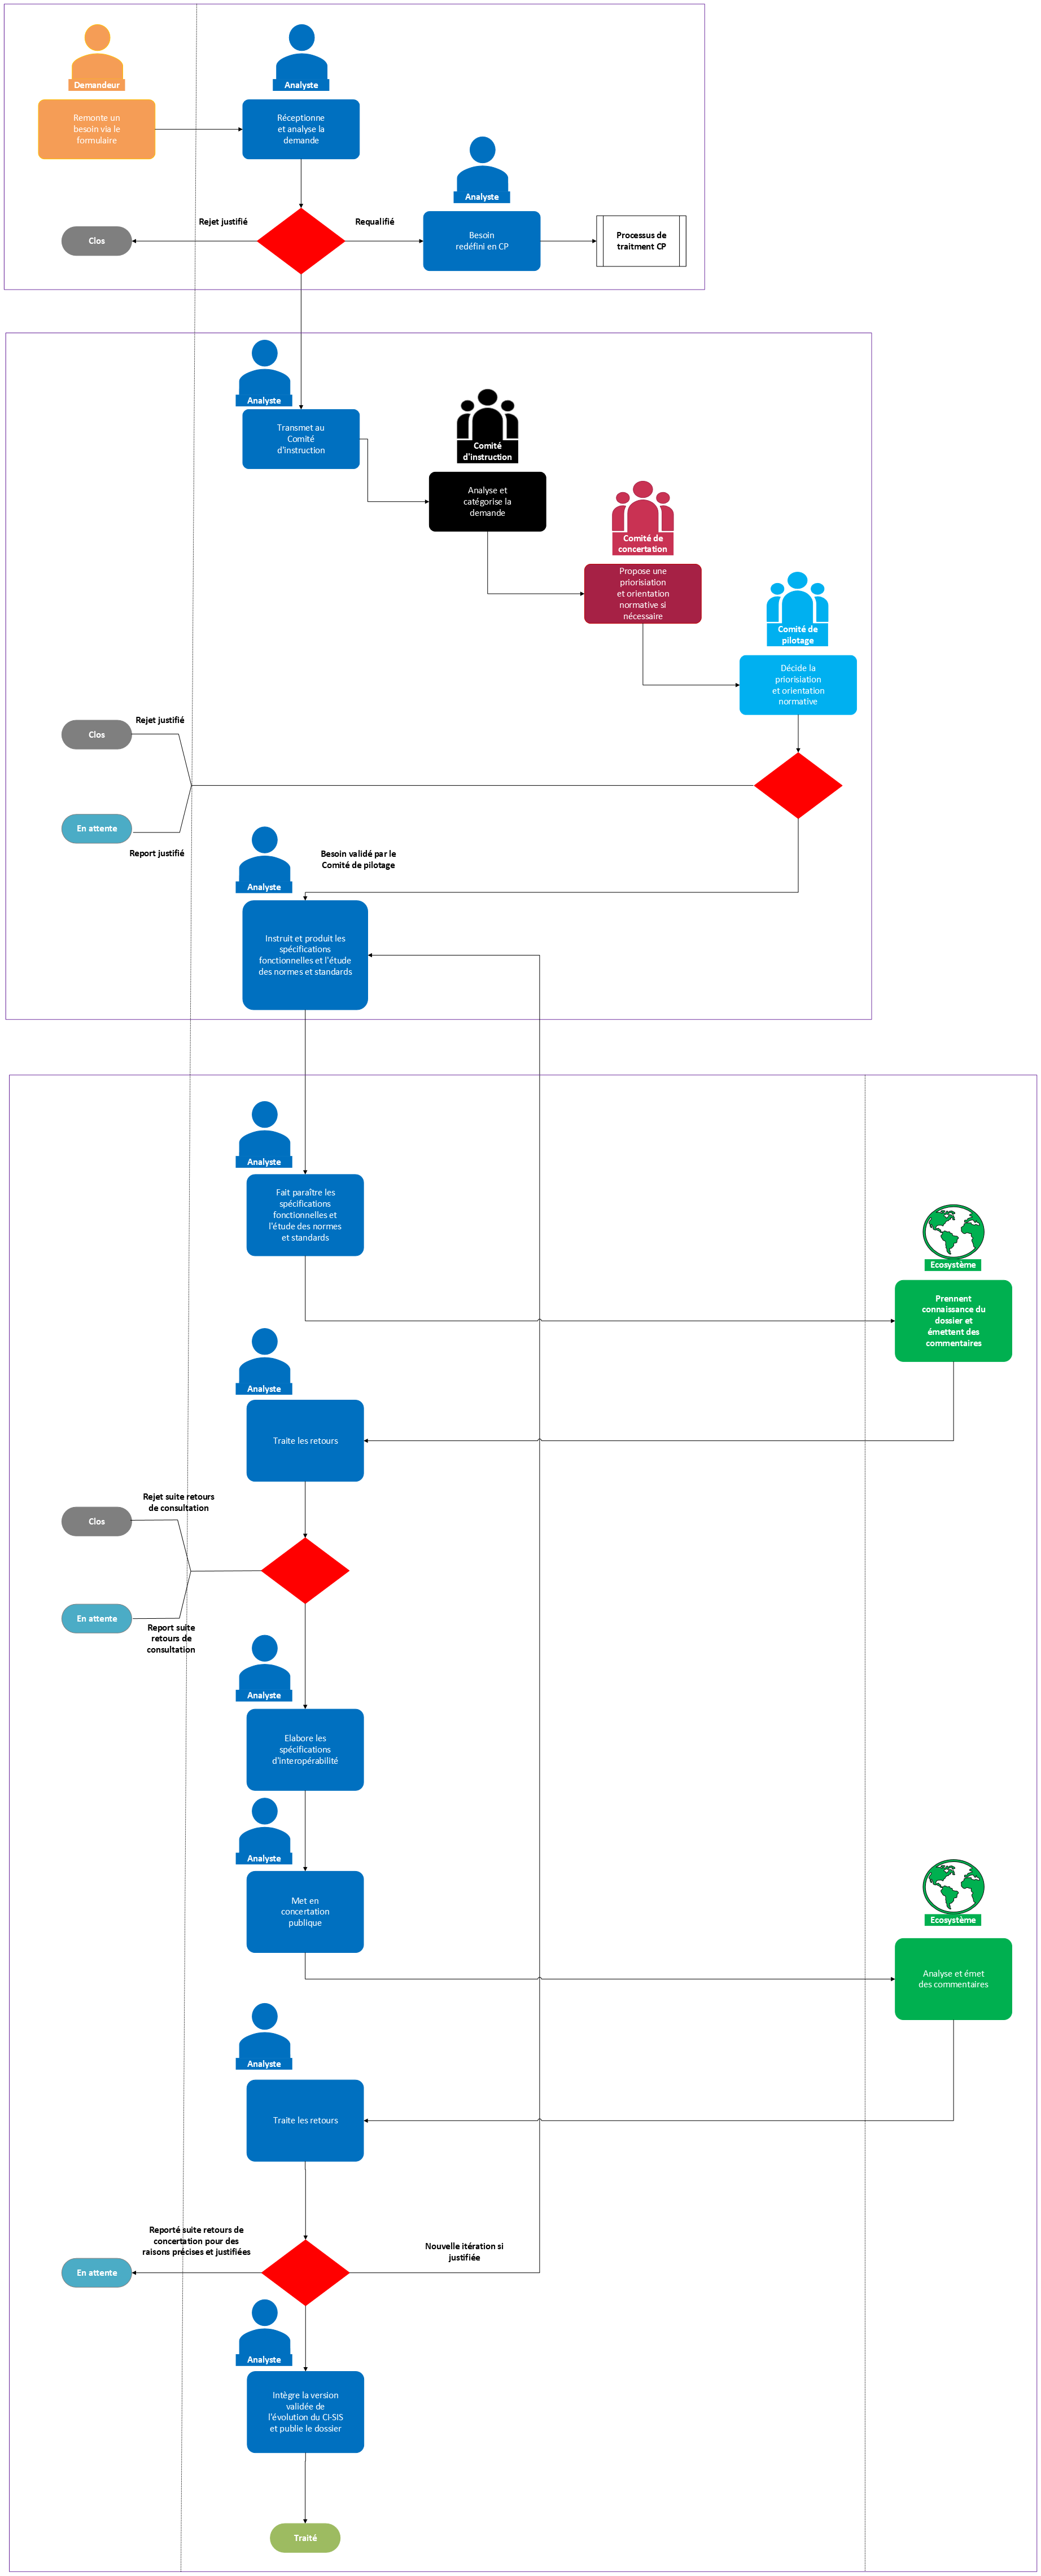 Demandeur
Remonte un
besoin via le
formulaire
Analyste
Réceptionne
et analyse la
demande
Analyste
Rejet justifié
Requalifié
Clos
Besoin
redéfini en CP
Processus de
traitement CP
Analyste
Transmet au
Comité
d'instruction
Comité
d'instruction
Analyse et
catégorise la
demande
Comité de
concertation
Propose une
priorisiation
et orientation
normative si
nécessaire
Comité de
pilotage
Décide la
priorisiation
et orientation
normative
Rejet justifié
Clos
En attente
Report justifié
Analyste
Besoin validé par le
Comité de pilotage
Instruit et produit les
spécifications
fonctionnelles et l'étude
des normes et standards
Analyste
Fait paraître les
spécifications
fonctionnelles et
l'étude des normes
et standards
Ecosystème
Prennent
connaissance du
dossier et
émettent des
commentaires
Analyste
Traite les retours
Rejet suite retours
de consultation
Clos
En attente
Report suite
retours de
consultation
Analyste
Elabore les
spécifications
d'interopérabilité
Analyste
Met en
concertation
publique
Ecosystème
Analyse et émet
des commentaires
Analyste
Traite les retours
Reporté suite retours de
concertation pour des
raisons précises et justifiées
En attente
Nouvelle itération si
justifiée
Analyste
Intègre la version
validée de
l'évolution du CI-SIS
et publie le dossier
Traité